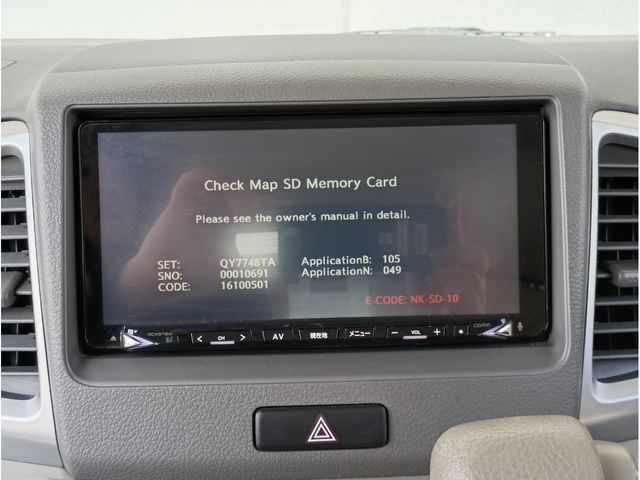 Check Map SD Memory Card
Please see the owner's manual in detail.
SET: QY7748TA ApplicationB: 105
SNO: 00010691 ApplicationN: 049
CODE: 16100501
E-CODE: NK-SD-10
CH
AV
現在地
メニュー
VOL
clarion